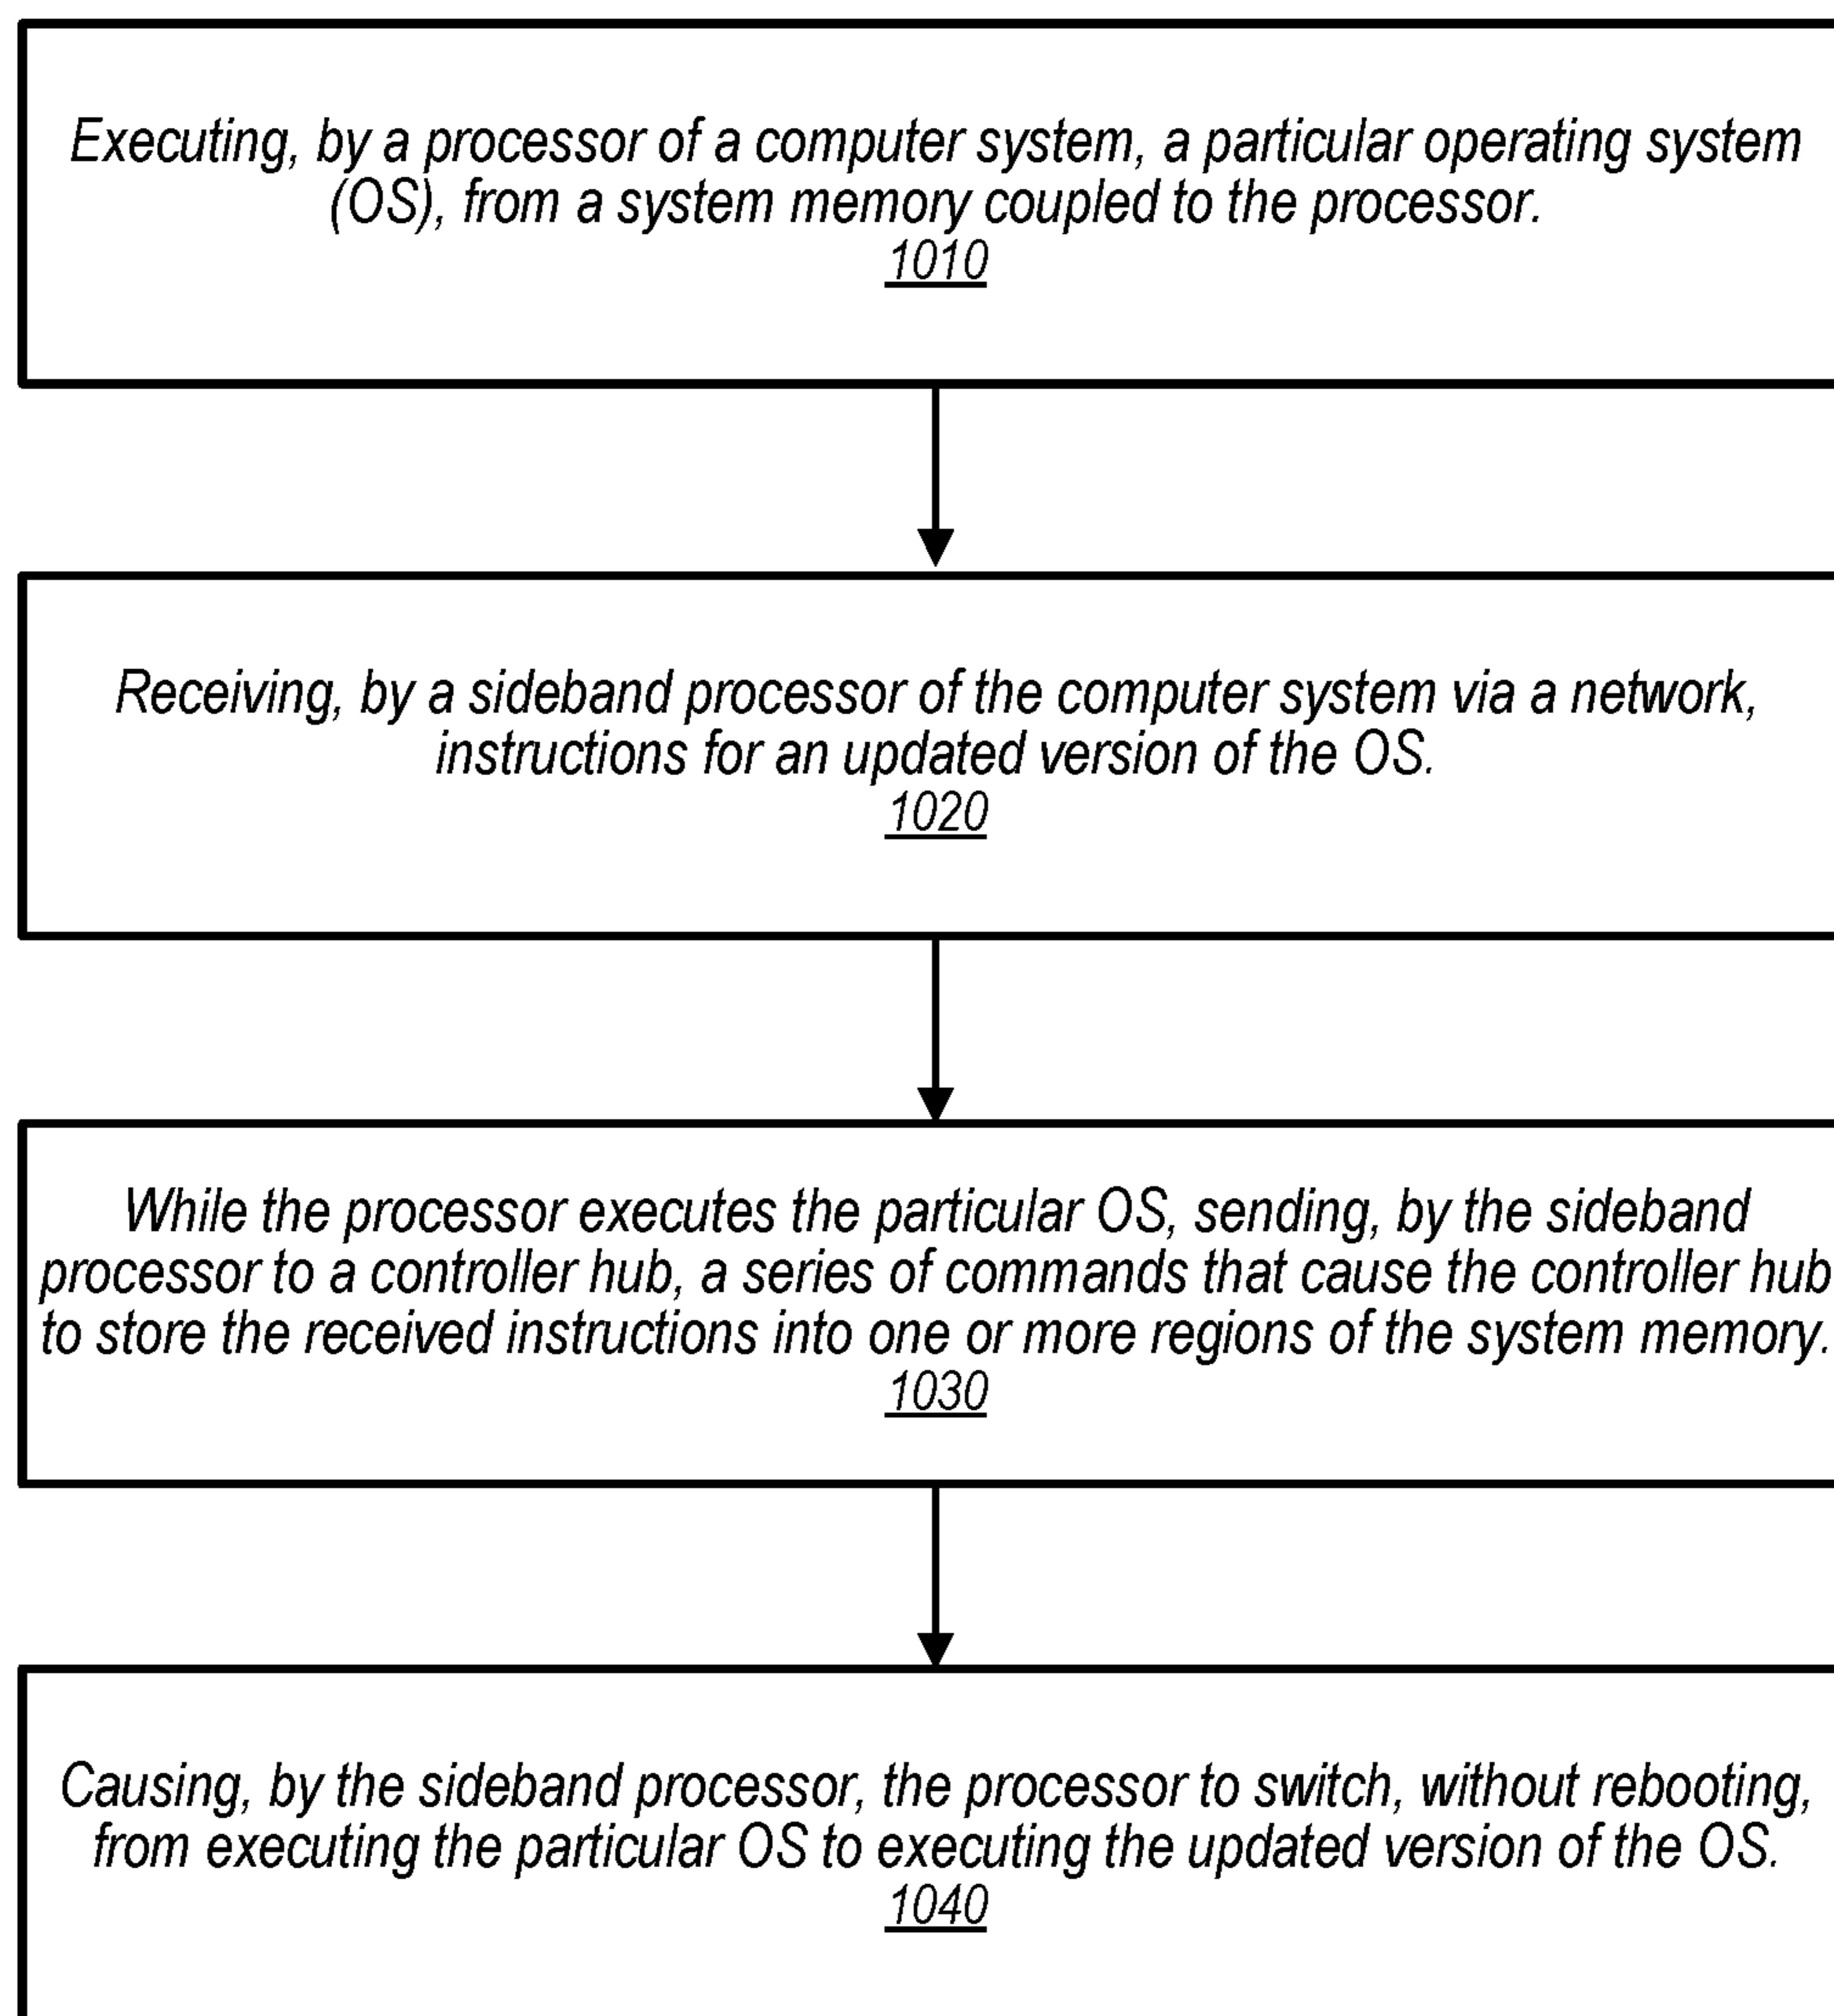 Executing, by a processor of a computer system, a particular operating system
(OS), from a system memory coupled to the processor.
1010
Receiving, by a sideband processor of the computer system via a network,
instructions for an updated version of the OS.
1020
While the processor executes the particular OS, sending, by the sideband
processor to a controller hub, a series of commands that cause the controller hub
to store the received instructions into one or more regions of the system memory.
1030
Causing, by the sideband processor, the processor to switch, without rebooting,
from executing the particular OS to executing the updated version of the OS.
1040